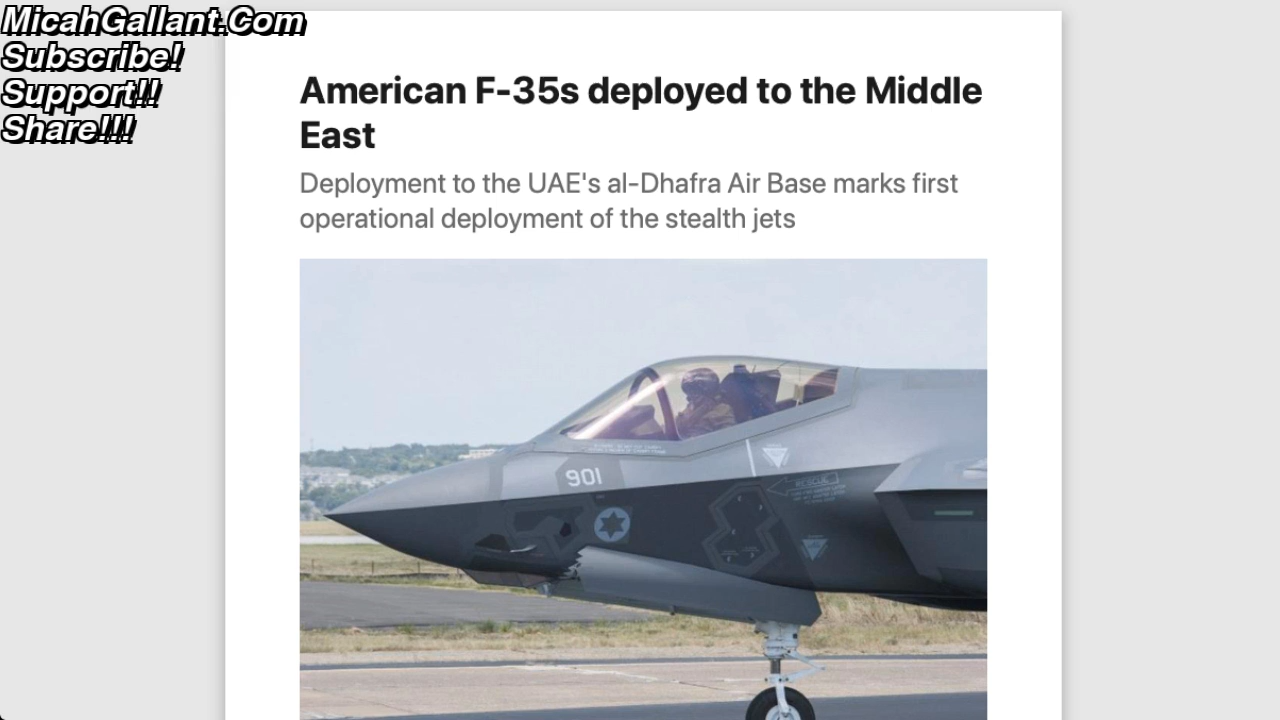 MicahGallant.Com
Subscribe!
Support!!
Share!!!
American F-35s deployed to the Middle
East
Deployment to the UAE's al-Dhafra Air Base marks first
operational deployment of the stealth jets
901
RESCUE